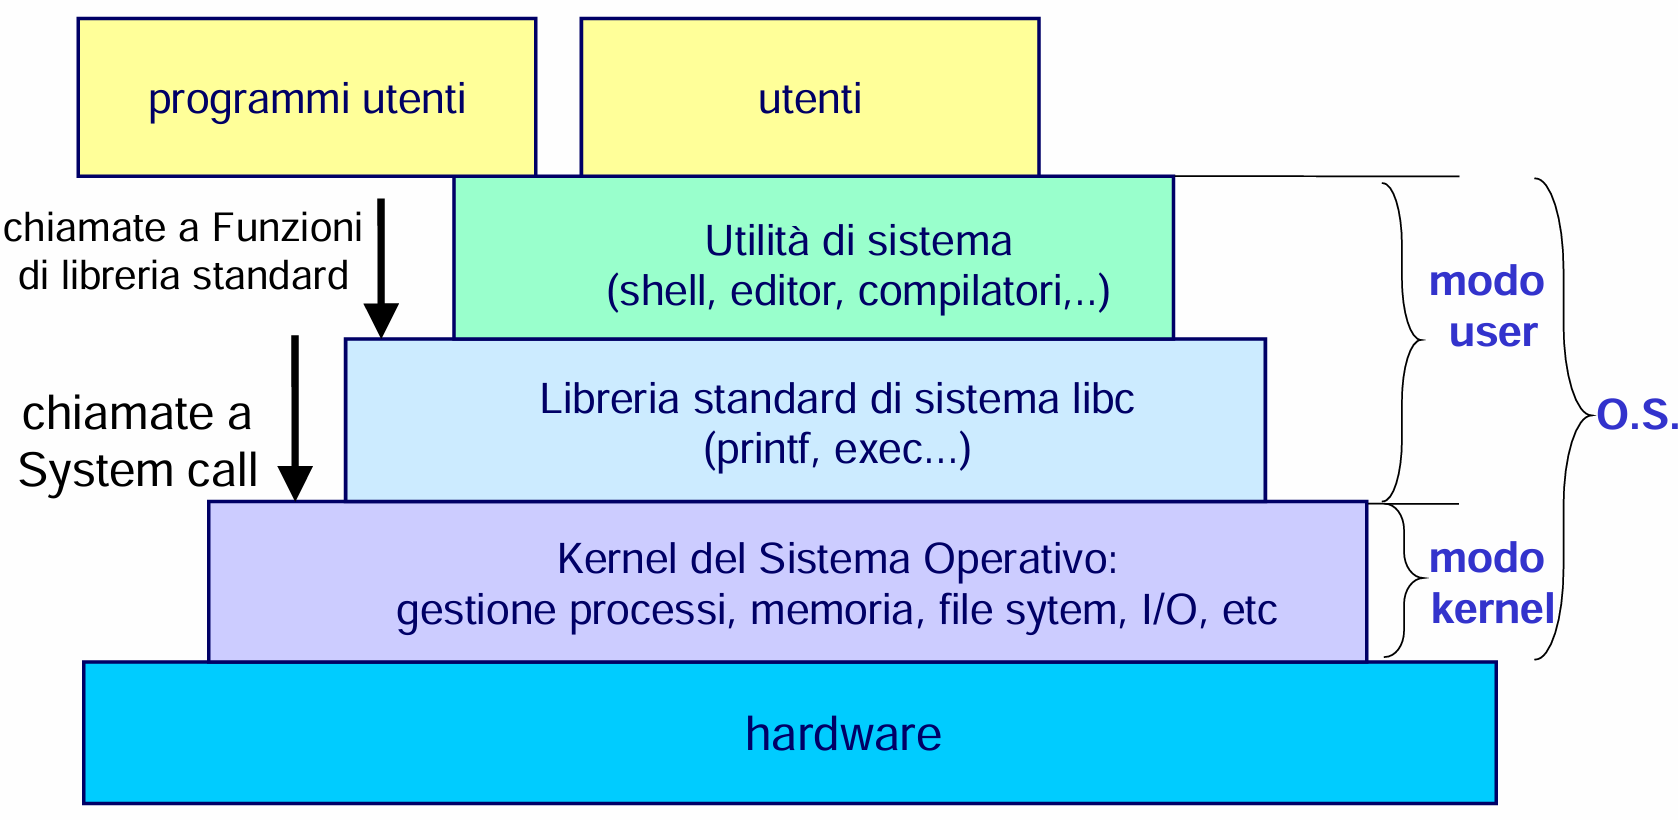 programmi utenti
utenti
chiamate a Funzioni
di libreria standard
Utilità di sistema
(shell, editor, compilatori,..)
modo
user
chiamate a
System call
Libreria standard di sistema libc
(printf, exec...)
O.S.
Kernel del Sistema Operativo:
gestione processi, memoria, file sytem, I/O, etc
modo
kernel
hardware